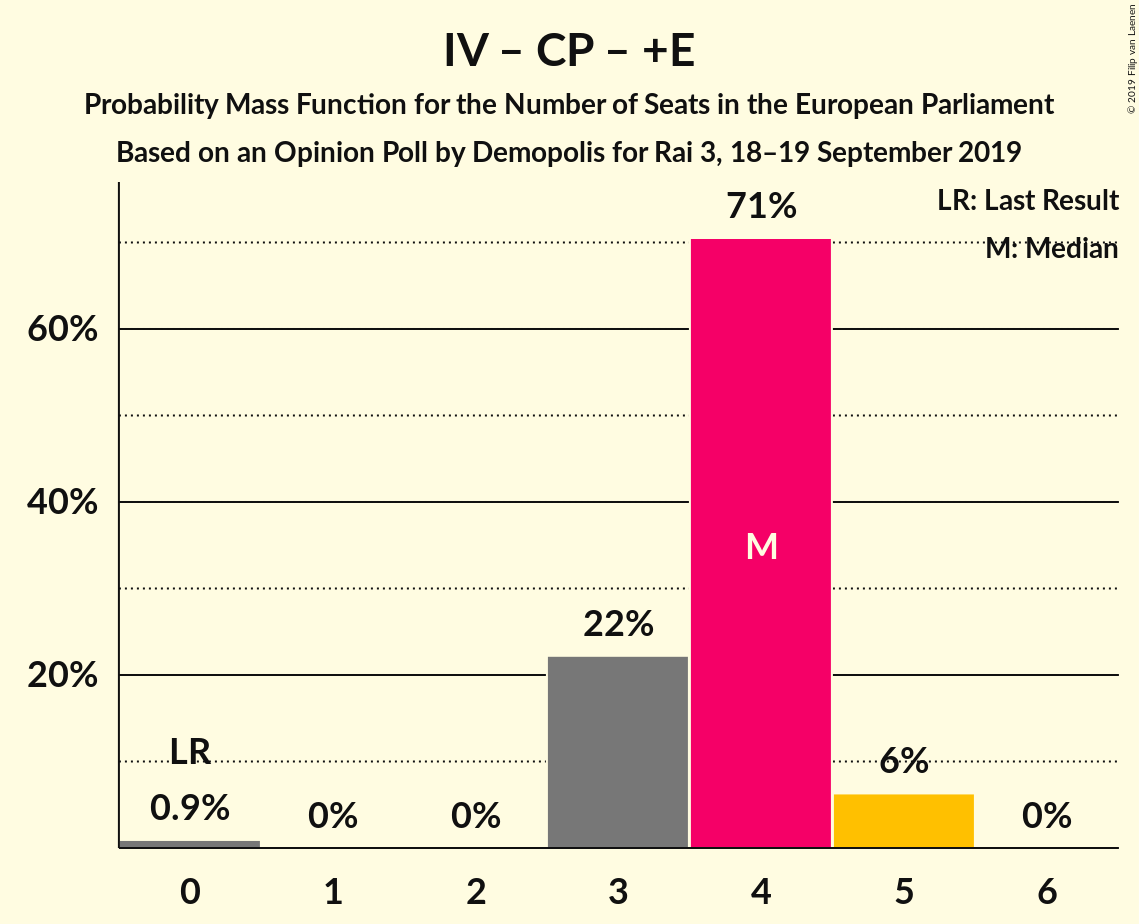 IV – CP – +E
Probability Mass Function for the Number of Seats in the European Parliament
Based on an Opinion Poll by Demopolis for Rai 3, 18–19 September 2019
© 2019 Filip van Laenen
LR: Last Result
M: Median
71%
60%
40%
M
22%
20%
LR
6%
0.9%
0%
0%
0%
0
1
2
3
4
5
6